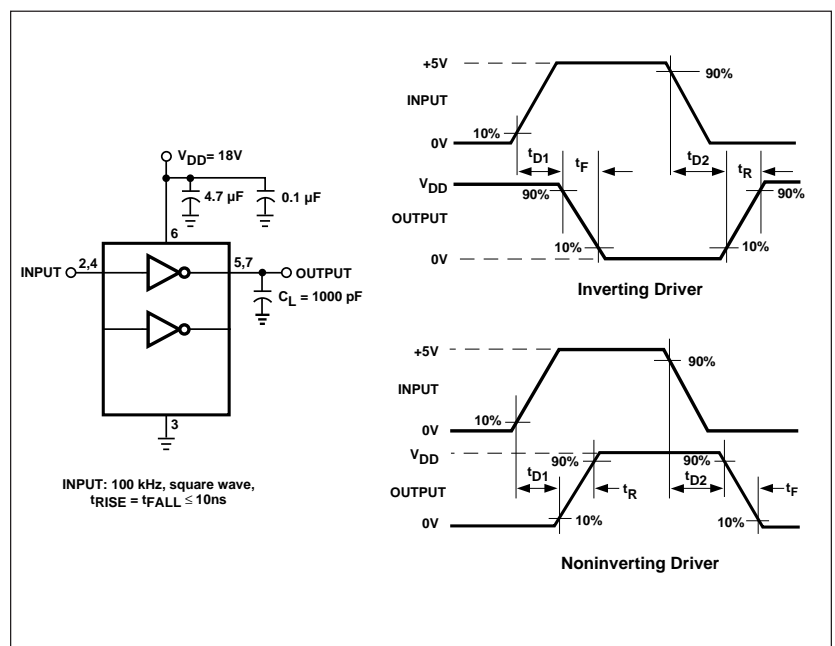 V_DD = 18V
4.7 µF
0.1 µF
6
INPUT
2,4
5,7
OUTPUT
C_L = 1000 pF
3
INPUT: 100 kHz, square wave,
t_RISE = t_FALL ≤ 10ns
+5V
INPUT
90%
10%
0V
t_D1
t_F
t_D2
t_R
V_DD
90%
90%
OUTPUT
10%
10%
0V
Inverting Driver
+5V
INPUT
90%
10%
0V
V_DD
t_D1
90%
90%
t_R
t_D2
t_F
OUTPUT
10%
10%
0V
Noninverting Driver